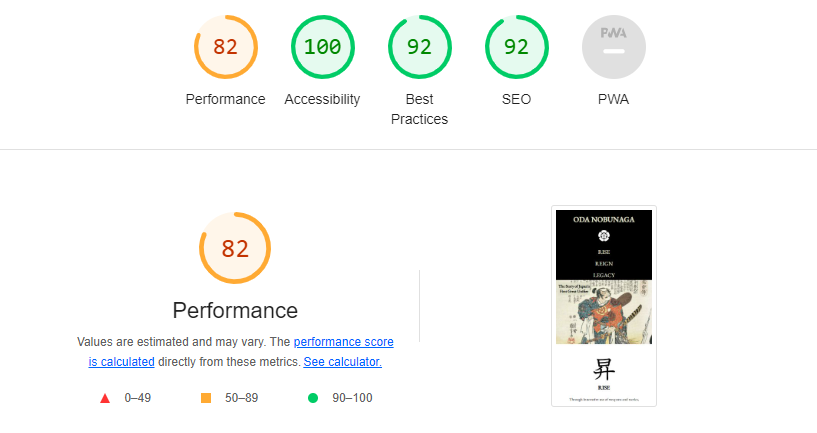 82
100
92
92
PWA
Performance
Accessibility
Best
Practices
SEO
PWA
82
Performance
Values are estimated and may vary. The performance score
is calculated directly from these metrics. See calculator.
0–49
50–89
90–100
ODA NOBUNAGA
RISE
REIGN
LEGACY
The Story of Japan's
First Great Unifier
昇
RISE